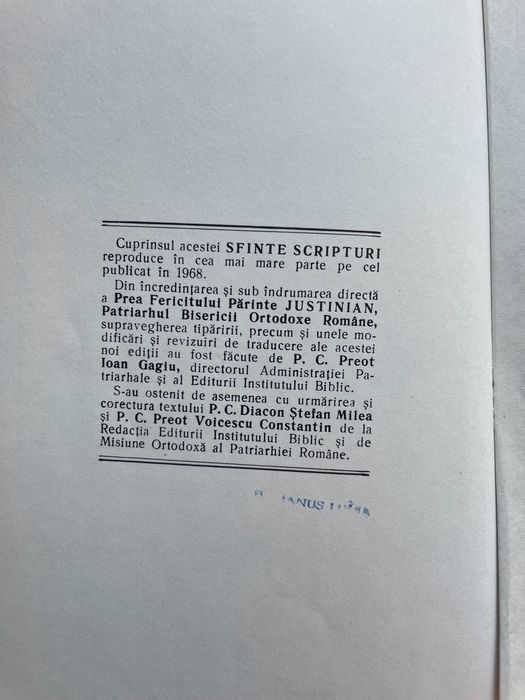 Cuprinsul acestei SFINTE SCRIPTURI
reproduce în cea mai mare parte pe cel
publicat în 1968.
Din încredințarea și sub îndrumarea directă
a Prea Fericitului Părinte JUSTINIAN,
Patriarhul Bisericii Ortodoxe Române,
supravegherea tipăririi, precum și unele mo-
dificări și revizuiri de traducere ale acestei
noi ediții au fost făcute de P. C. Preot
Ioan Gagiu, directorul Administrației Pa-
triarhale și al Editurii Institutului Biblic.
S-au ostenit de asemenea cu urmărirea și
corectura textului P. C. Diacon Ștefan Milea
și P. C. Preot Voicescu Constantin de la
Redacția Editurii Institutului Biblic și de
Misiune Ortodoxă al Patriarhiei Române.